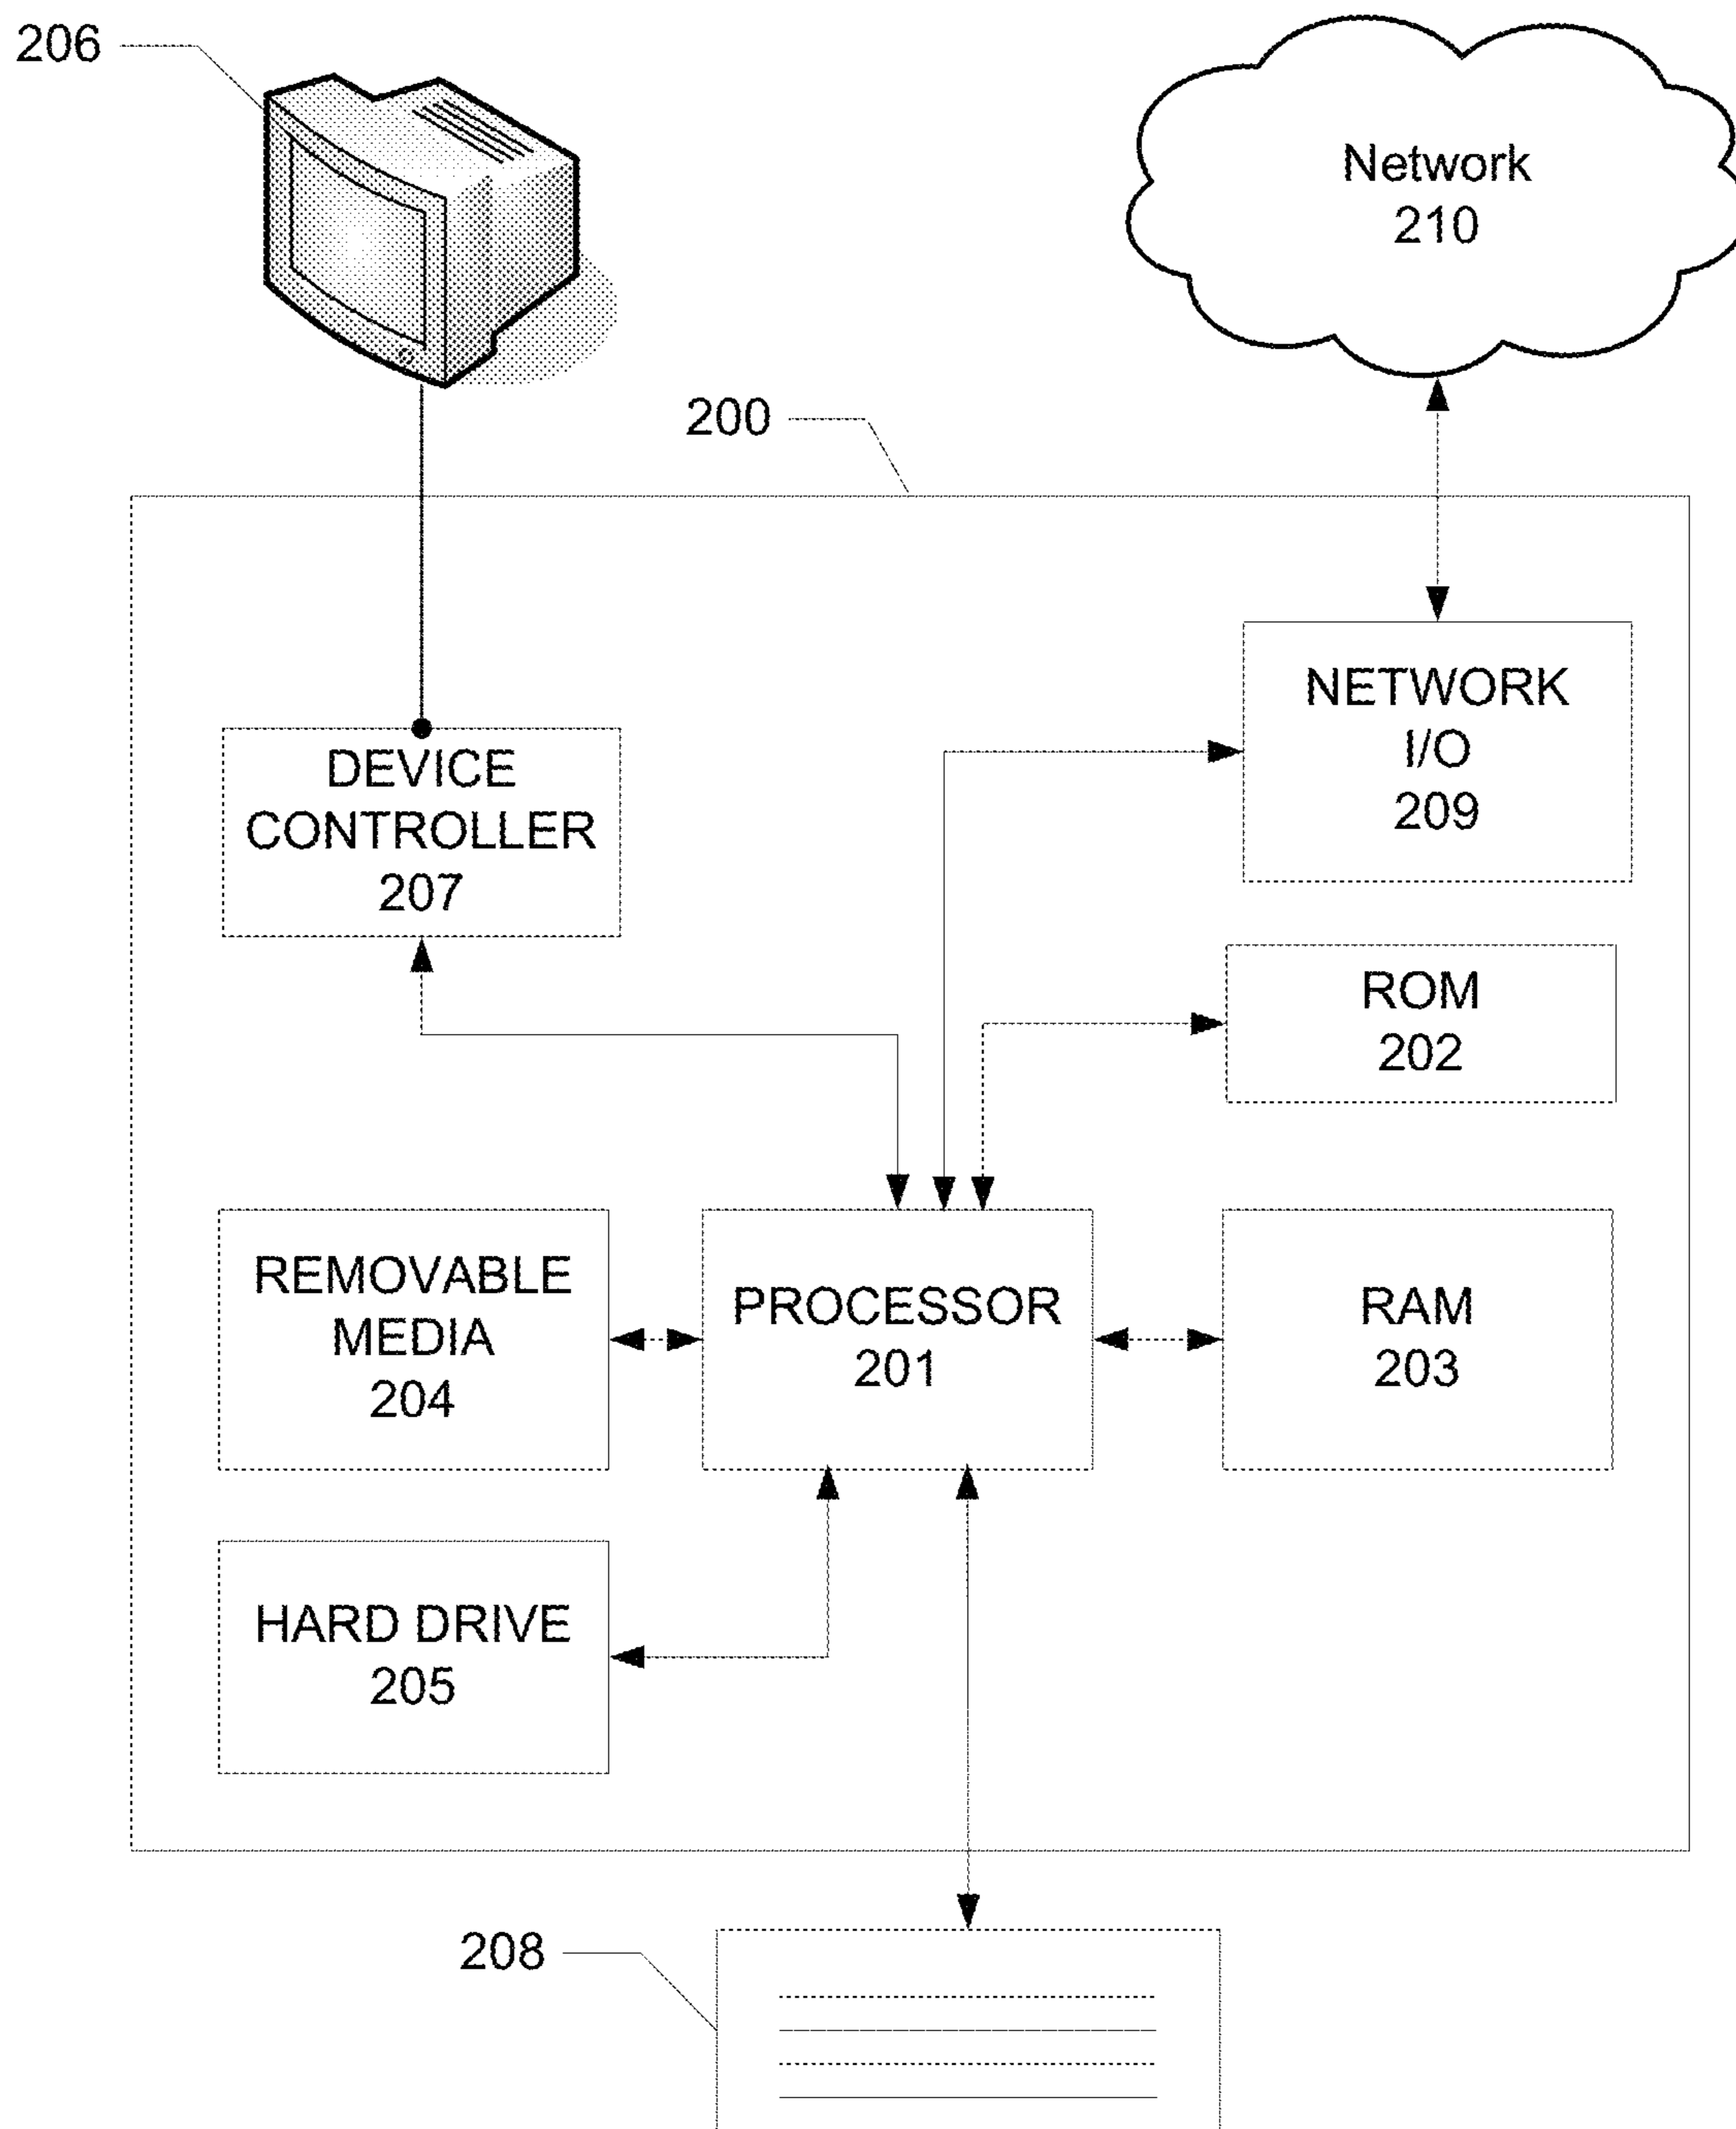 206
Network
210
200
NETWORK
I/O
209
DEVICE
CONTROLLER
207
ROM
202
REMOVABLE
MEDIA
204
PROCESSOR
201
RAM
203
HARD DRIVE
205
208